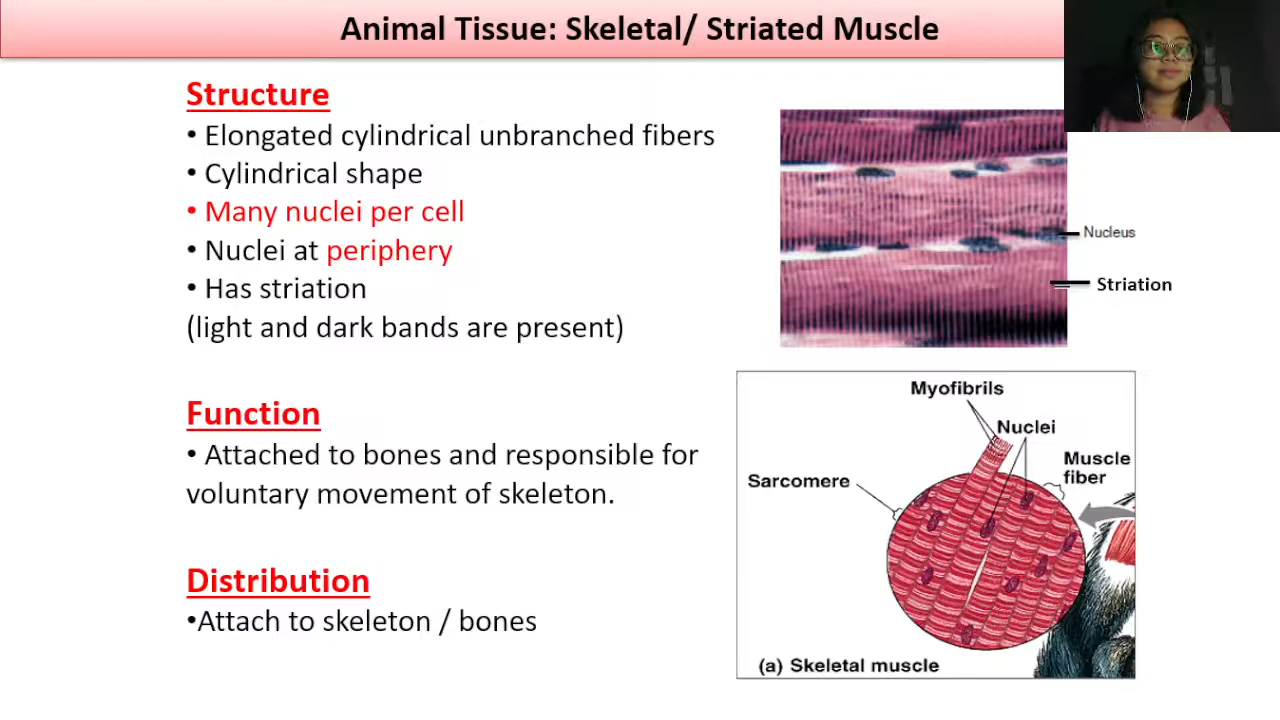 Animal Tissue: Skeletal/ Striated Muscle
Structure
• Elongated cylindrical unbranched fibers
• Cylindrical shape
• Many nuclei per cell
• Nuclei at periphery
• Has striation
(light and dark bands are present)
Function
• Attached to bones and responsible for
voluntary movement of skeleton.
Distribution
•Attach to skeleton / bones
Nucleus
Striation
Myofibrils
Nuclei
Muscle
fiber
Sarcomere
(a) Skeletal muscle